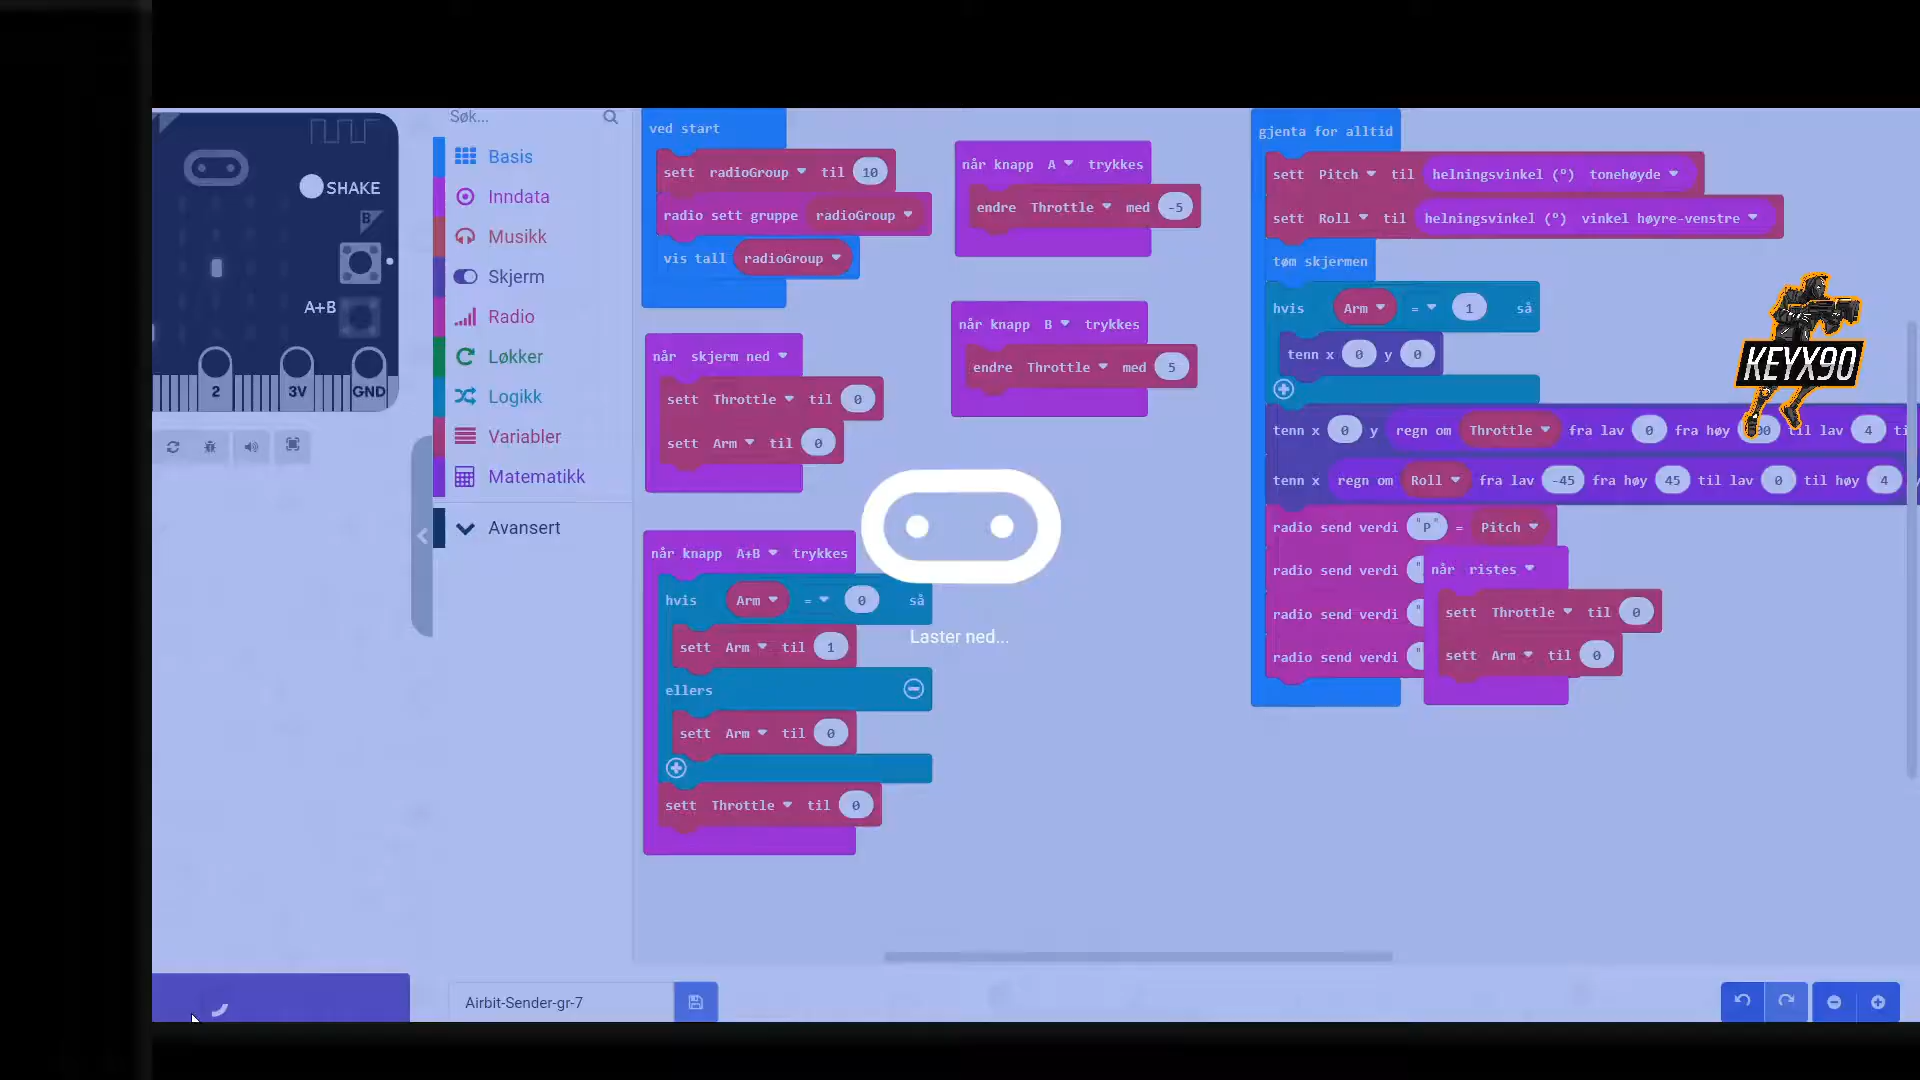 SHAKE
B
A+B
2 3V GND
Søk...
Basis
Inndata
Musikk
Skjerm
Radio
Løkker
Logikk
Variabler
Matematikk
Avansert
ved start
sett radioGroup til 10
radio sett gruppe radioGroup
vis tall radioGroup
når skjerm ned
sett Throttle til 0
sett Arm til 0
når knapp A+B trykkes
hvis Arm = 0 så
sett Arm til 1
ellers
sett Arm til 0
sett Throttle til 0
når knapp A trykkes
endre Throttle med -5
når knapp B trykkes
endre Throttle med 5
Laster ned...
gjenta for alltid
sett Pitch til helningsvinkel (°) tonehøyde
sett Roll til helningsvinkel (°) vinkel høyre-venstre
tøm skjermen
hvis Arm = 1 så
tenn x 0 y 0
tenn x 0 y regn om Throttle fra lav 0 fra høy til lav 4
tenn x regn om Roll fra lav -45 fra høy 45 til lav 0 til høy 4
radio send verdi "P" = Pitch
radio send verdi "
radio send verdi "
radio send verdi "
når ristes
sett Throttle til 0
sett Arm til 0
KEYX90
Airbit-Sender-gr-7